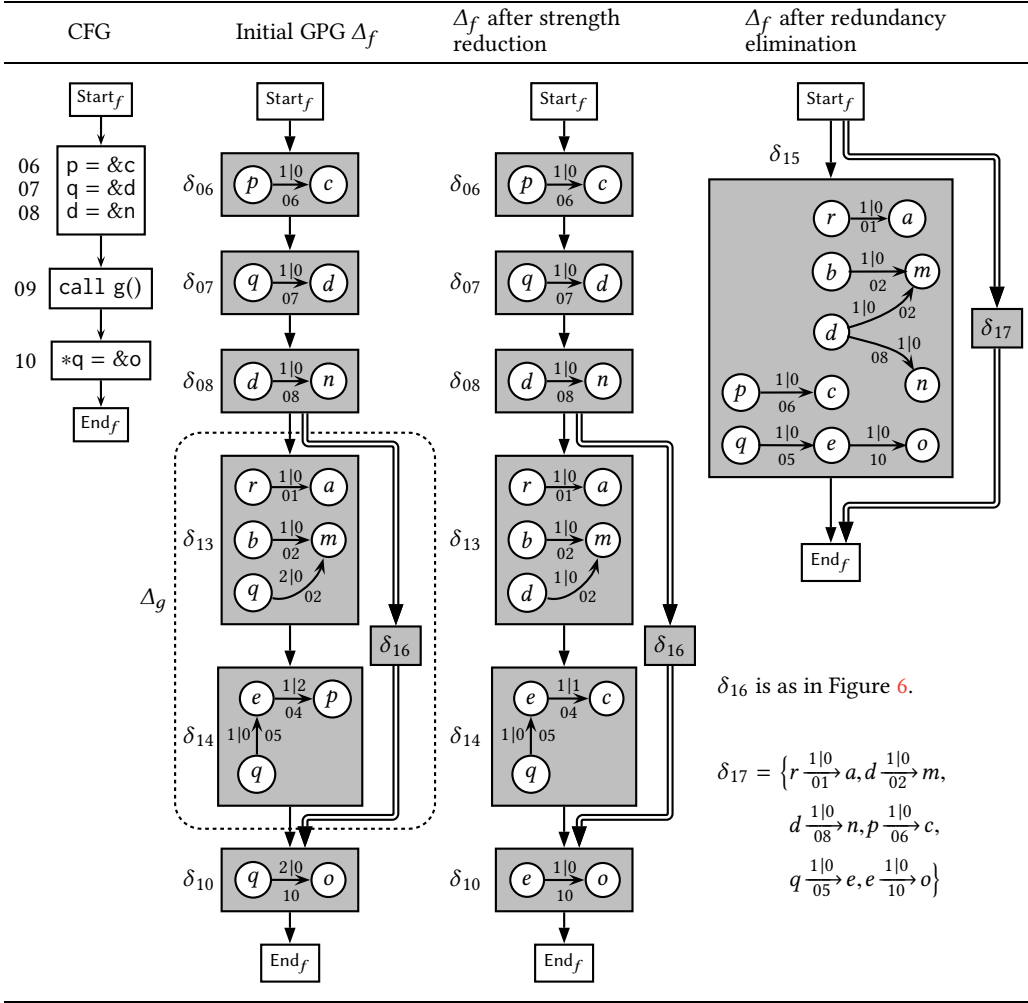 CFG
Initial GPG Δf
Δf after strength
reduction
Δf after redundancy
elimination
Startf
06 p = &c
07 q = &d
08 d = &n
09 call g()
10 *q = &o
Endf
Startf
δ06 p 1|0 06 c
δ07 q 1|0 07 d
δ08 d 1|0 08 n
Δg
δ13
r 1|0 01 a
b 1|0 02 m
q 2|0 02
δ16
δ14
e 1|2 04 p
1|0 05
q
δ10 q 2|0 10 o
Endf
Startf
δ06 p 1|0 06 c
δ07 q 1|0 07 d
δ08 d 1|0 08 n
δ13
r 1|0 01 a
b 1|0 02 m
d 1|0 02
δ16
δ14
e 1|1 04 c
1|0 05
q
δ10 e 1|0 10 o
Endf
Startf
δ15
r 1|0 01 a
b 1|0 02 m
d 1|0 02
1|0 08 n
p 1|0 06 c
q 1|0 05 e 1|0 10 o
δ17
Endf
δ16 is as in Figure 6.
δ17 = {r 1|0 01 → a, d 1|0 02 → m,
d 1|0 08 → n, p 1|0 06 → c,
q 1|0 05 → e, e 1|0 10 → o}